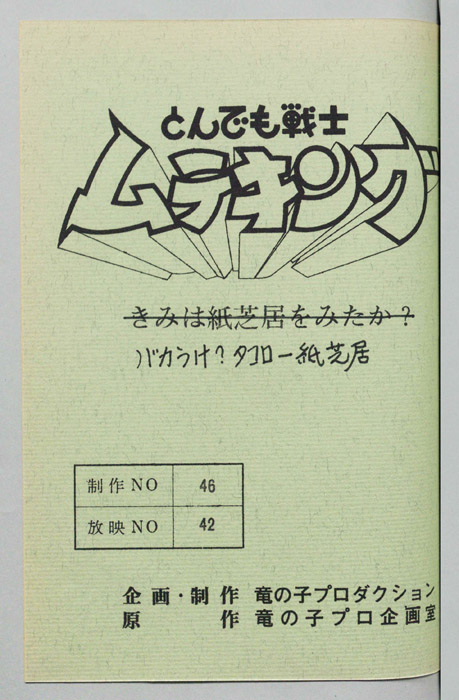 とんでも戦士
ムテキング
きみは紙芝居をみたか?
バカうけ?タコロー紙芝居
制作NO 46
放映NO 42
企画・制作 竜の子プロダクション
原作 竜の子プロ企画室